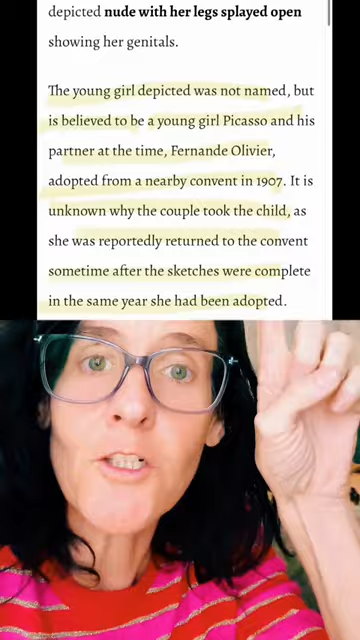 depicted nude with her legs splayed open
showing her genitals.
The young girl depicted was not named, but
is believed to be a young girl Picasso and his
partner at the time, Fernande Olivier,
adopted from a nearby convent in 1907. It is
unknown why the couple took the child, as
she was reportedly returned to the convent
sometime after the sketches were complete
in the same year she had been adopted.